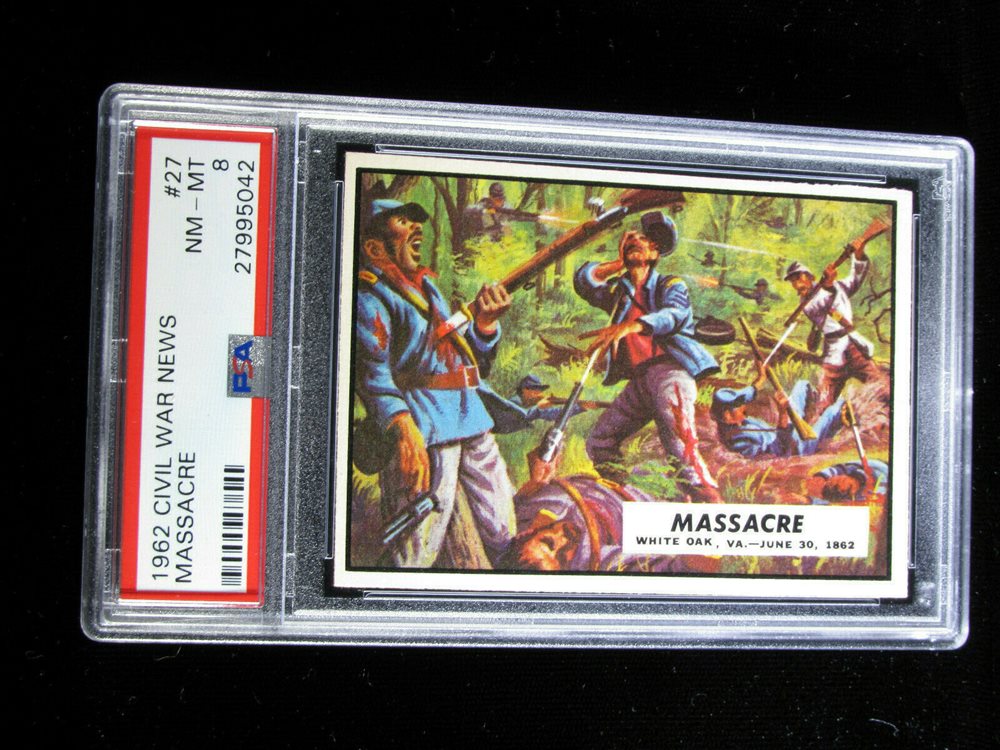 1962 CIVIL WAR NEWS #27
MASSACRE NM-MT
8
PSA 27995042
MASSACRE
WHITE OAK, VA.—JUNE 30, 1862